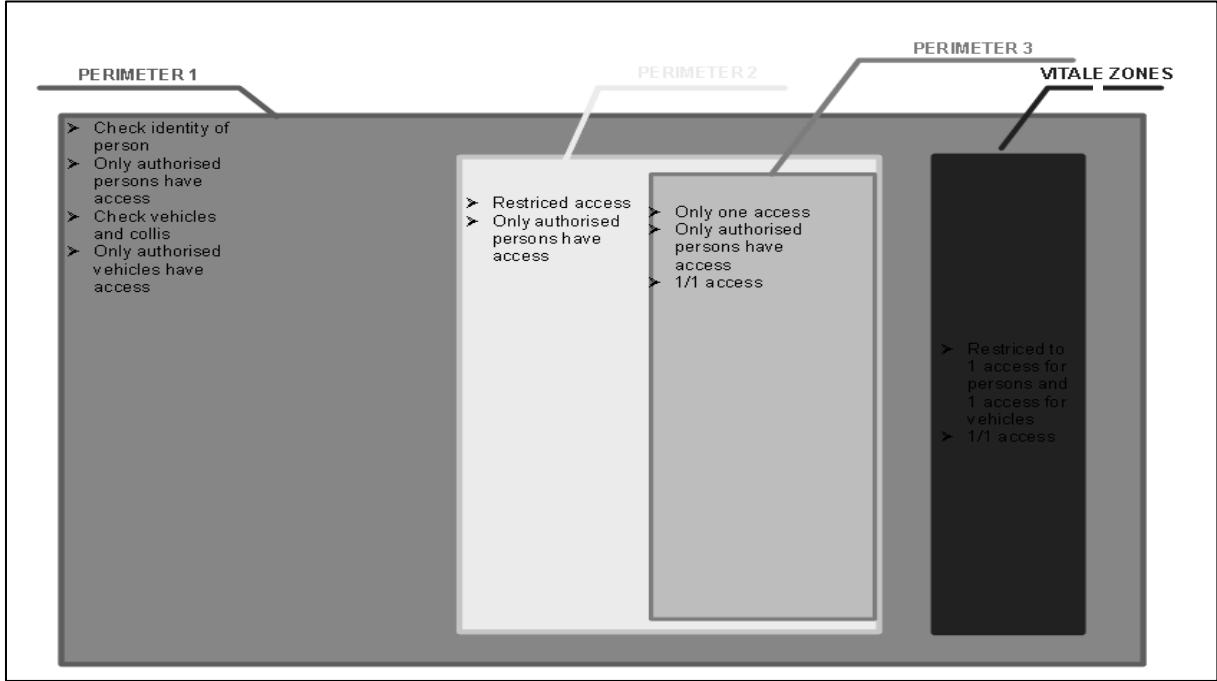 PERIMETER 1
PERIMETER 2
PERIMETER 3
VITALE ZONES
➢ Check identity of
person
➢ Only authorised
persons have
access
➢ Check vehicles
and collis
➢ Only authorised
vehicles have
access
➢ Restriced access
➢ Only authorised
persons have
access
➢ Only one access
➢ Only authorised
persons have
access
➢ 1/1 access
➢ Restriced to
1 access for
persons and
1 access for
vehicles
➢ 1/1 access